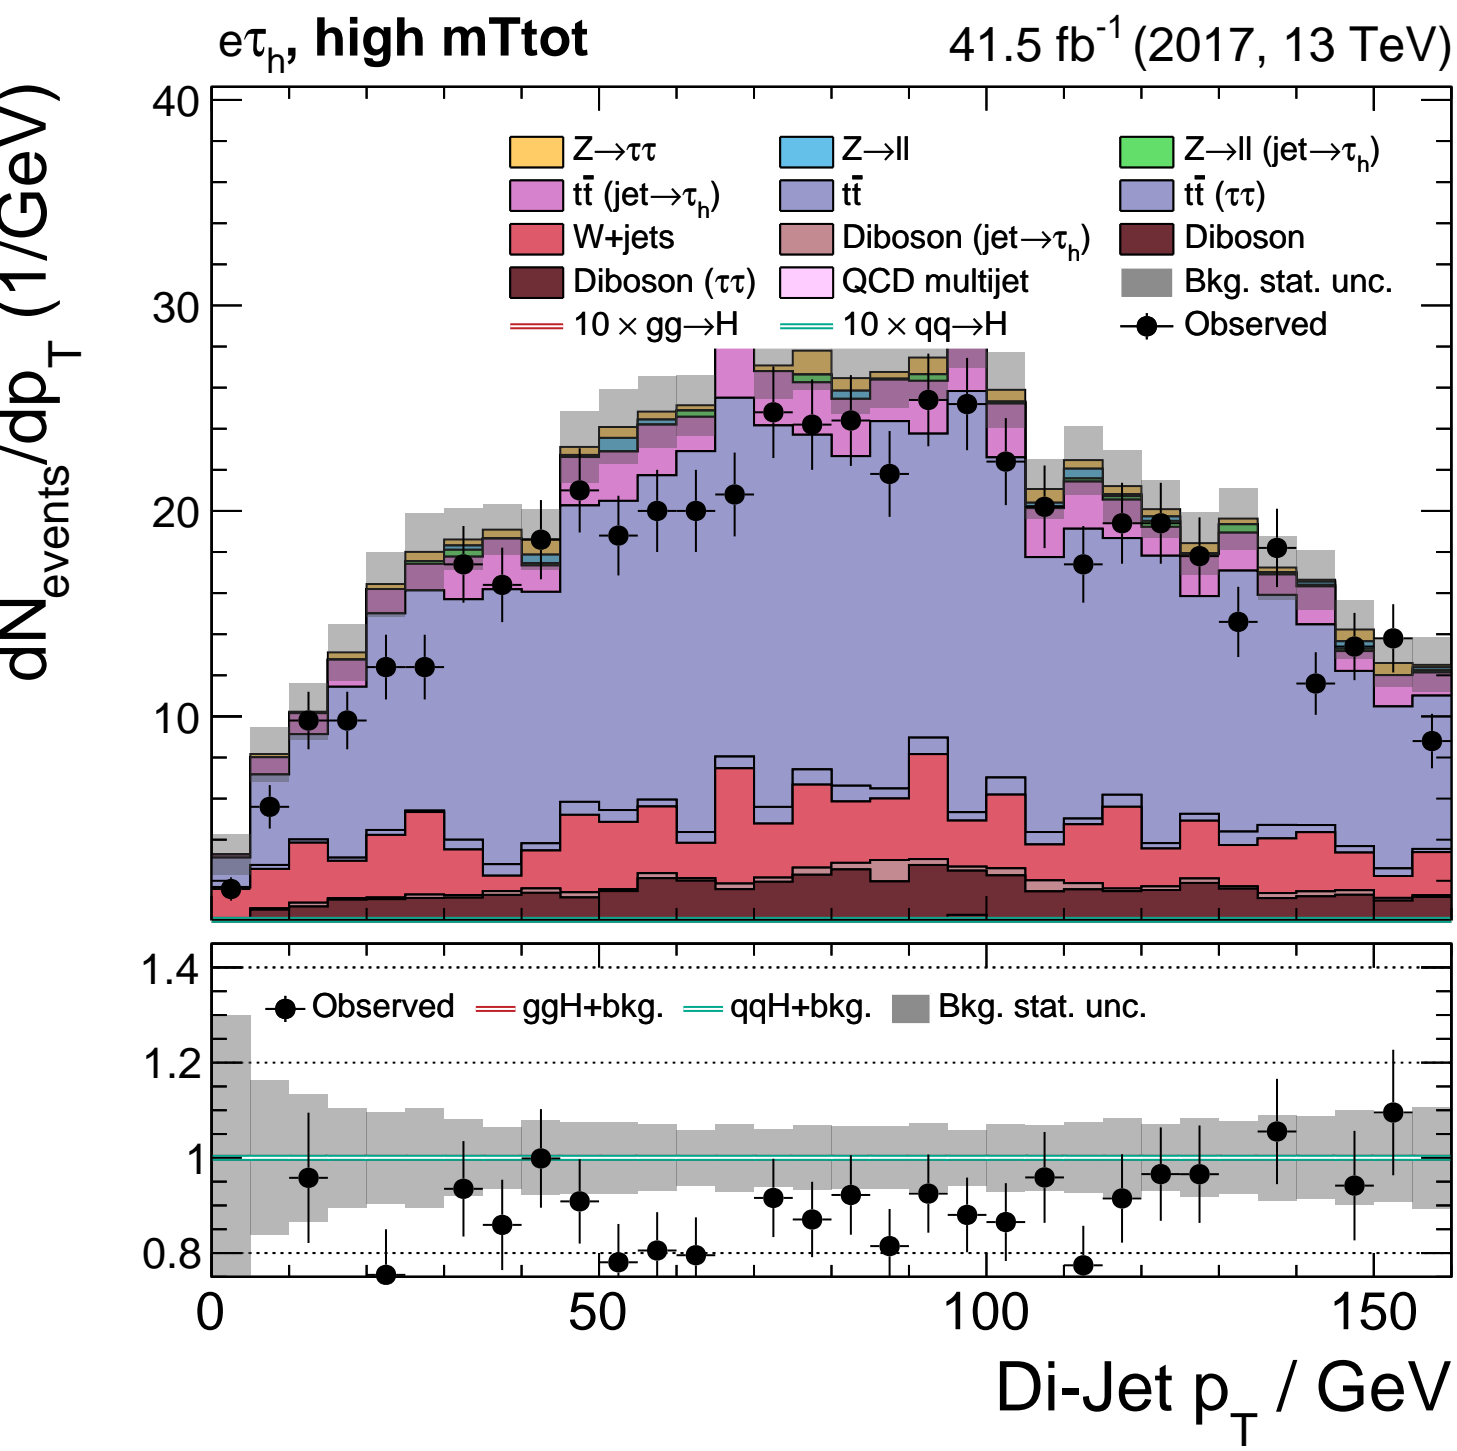 eτh, high mTtot 41.5 fb-1 (2017, 13 TeV)
dNevents/dpT (1/GeV)
40
30
20
10
Z→ττ Z→ll Z→ll (jet→τh)
tt̄ (jet→τh) tt̄ tt̄ (ττ)
W+jets Diboson (jet→τh) Diboson
Diboson (ττ) QCD multijet Bkg. stat. unc.
10 × gg→H 10 × qq→H Observed
1.4
1.2
1
0.8
Observed ggH+bkg. qqH+bkg. Bkg. stat. unc.
0 50 100 150
Di-Jet pT / GeV